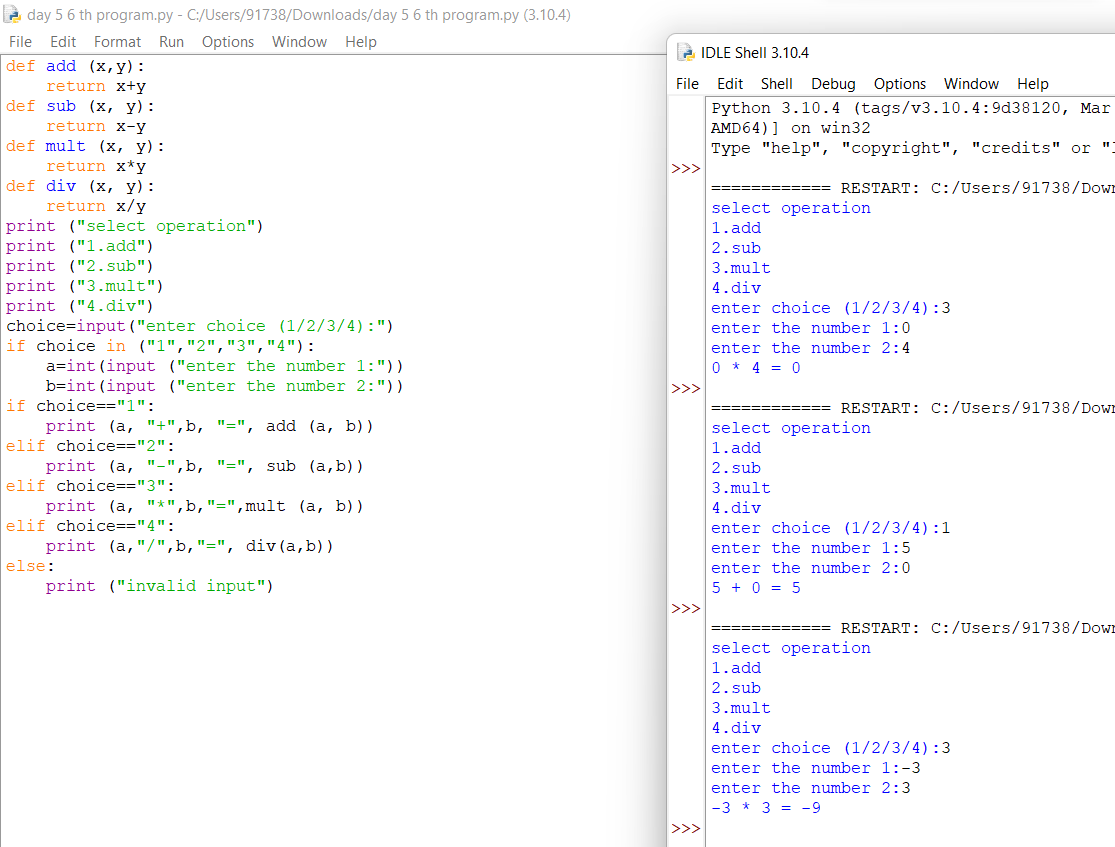 day 5 6 th program.py - C:/Users/91738/Downloads/day 5 6 th program.py (3.10.4)
File Edit Format Run Options Window Help
def add (x,y):
    return x+y
def sub (x, y):
    return x-y
def mult (x, y):
    return x*y
def div (x, y):
    return x/y
print ("select operation")
print ("1.add")
print ("2.sub")
print ("3.mult")
print ("4.div")
choice=input("enter choice (1/2/3/4):")
if choice in ("1","2","3","4"):
    a=int(input ("enter the number 1:"))
    b=int(input ("enter the number 2:"))
if choice=="1":
    print (a, "+",b, "=", add (a, b))
elif choice=="2":
    print (a, "-",b, "=", sub (a,b))
elif choice=="3":
    print (a, "*",b,"=",mult (a, b))
elif choice=="4":
    print (a,"/",b,"=", div(a,b))
else:
    print ("invalid input")
IDLE Shell 3.10.4
File Edit Shell Debug Options Window Help
Python 3.10.4 (tags/v3.10.4:9d38120, Mar
AMD64)] on win32
Type "help", "copyright", "credits" or "
>>>
============ RESTART: C:/Users/91738/Dow
select operation
1.add
2.sub
3.mult
4.div
enter choice (1/2/3/4):3
enter the number 1:0
enter the number 2:4
0 * 4 = 0
>>>
============ RESTART: C:/Users/91738/Dow
select operation
1.add
2.sub
3.mult
4.div
enter choice (1/2/3/4):1
enter the number 1:5
enter the number 2:0
5 + 0 = 5
>>>
============ RESTART: C:/Users/91738/Dow
select operation
1.add
2.sub
3.mult
4.div
enter choice (1/2/3/4):3
enter the number 1:-3
enter the number 2:3
-3 * 3 = -9
>>>